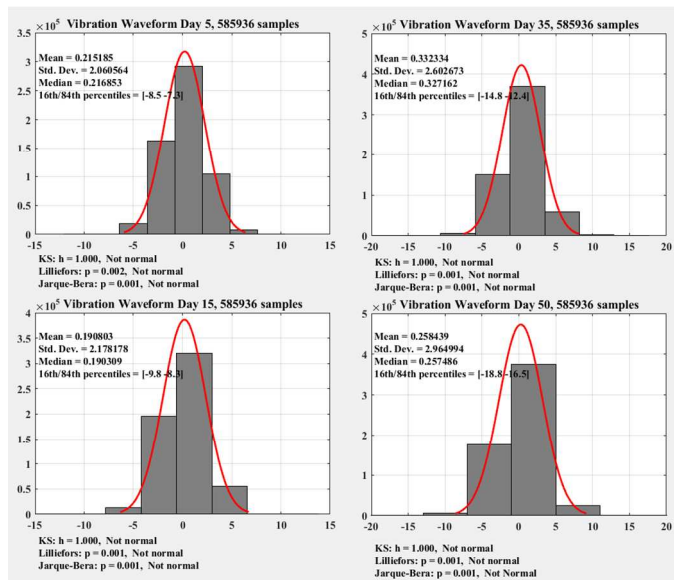 ×10⁵ Vibration Waveform Day 5, 585936 samples
3.5
3
2.5
2
1.5
1
0.5
0
Mean = 0.215185
Std. Dev. = 2.060564
Median = 0.216853
16th/84th percentiles = [-8.5 -7.3]
-15 -10 -5 0 5 10 15
KS: h = 1.000, Not normal
Lilliefors: p = 0.002, Not normal
Jarque-Bera: p = 0.001, Not normal
×10⁵ Vibration Waveform Day 35, 585936 samples
5
4
3
2
1
0
Mean = 0.332334
Std. Dev. = 2.602673
Median = 0.327162
16th/84th percentiles = [-14.8 -12.4]
-20 -15 -10 -5 0 5 10 15 20
KS: h = 1.000, Not normal
Lilliefors: p = 0.001, Not normal
Jarque-Bera: p = 0.001, Not normal
×10⁵ Vibration Waveform Day 15, 585936 samples
4
3.5
3
2.5
2
1.5
1
0.5
0
Mean = 0.190803
Std. Dev. = 2.178178
Median = 0.190309
16th/84th percentiles = [-9.8 -8.3]
-15 -10 -5 0 5 10 15
KS: h = 1.000, Not normal
Lilliefors: p = 0.001, Not normal
Jarque-Bera: p = 0.001, Not normal
×10⁵ Vibration Waveform Day 50, 585936 samples
5
4
3
2
1
0
Mean = 0.258439
Std. Dev. = 2.964994
Median = 0.257486
16th/84th percentiles = [-18.8 -16.5]
-20 -15 -10 -5 0 5 10 15 20
KS: h = 1.000, Not normal
Lilliefors: p = 0.001, Not normal
Jarque-Bera: p = 0.001, Not normal